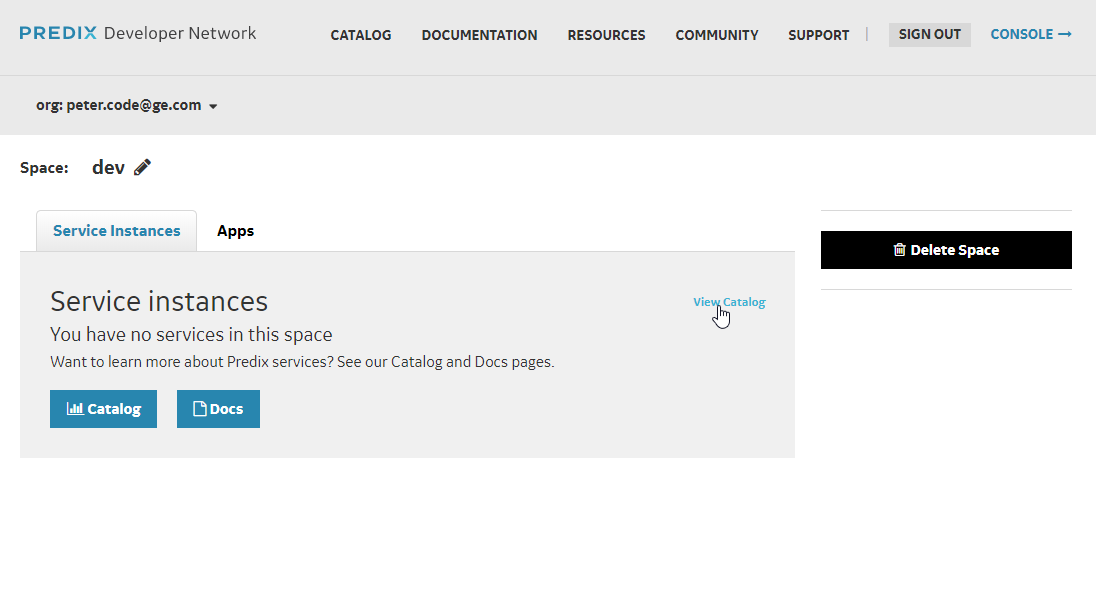 PREDIX Developer Network
CATALOG DOCUMENTATION RESOURCES COMMUNITY SUPPORT | SIGN OUT CONSOLE →
org: peter.code@ge.com
Space: dev
Service Instances Apps
Delete Space
Service instances
View Catalog
You have no services in this space
Want to learn more about Predix services? See our Catalog and Docs pages.
Catalog Docs